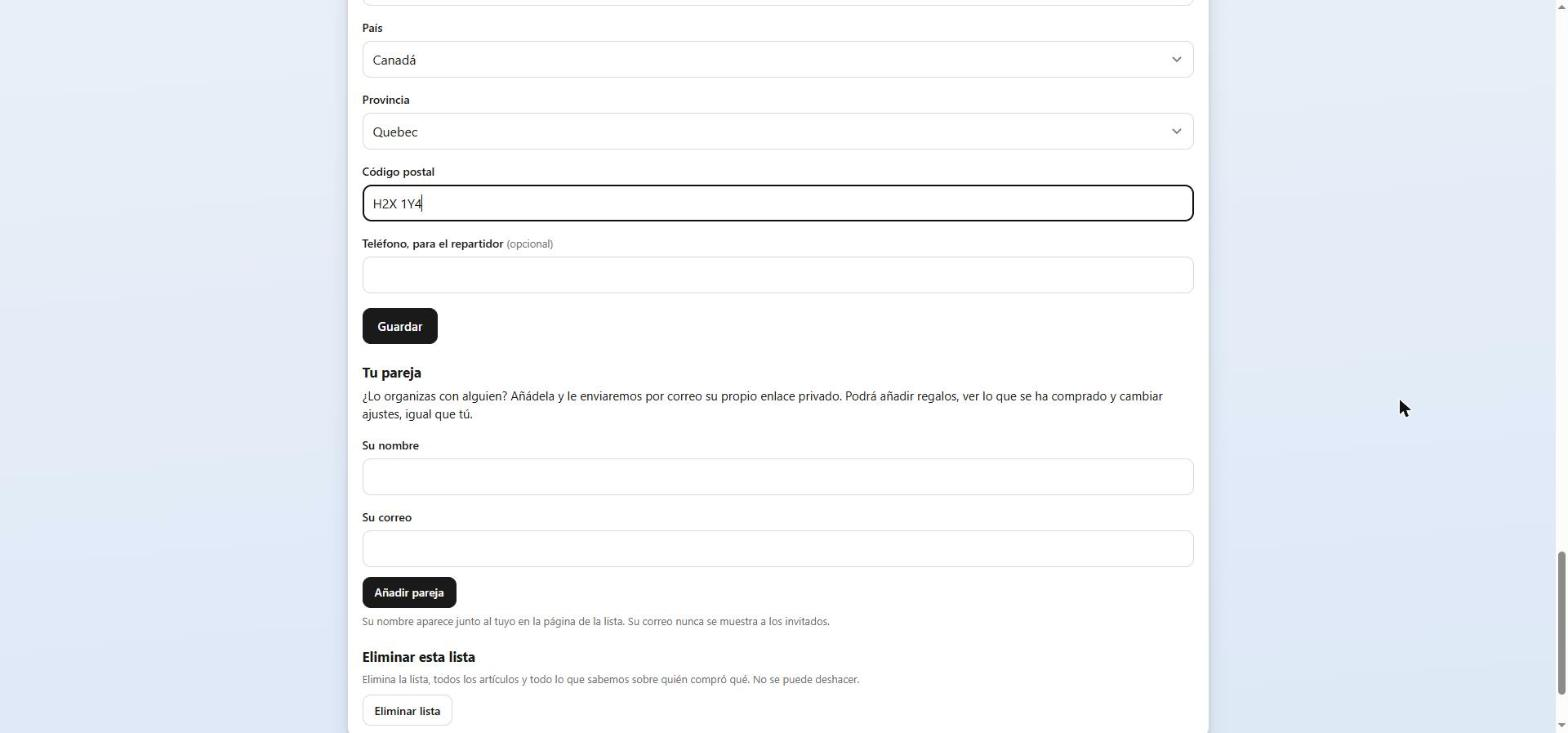 País
Canadá
Provincia
Quebec
Código postal
H2X 1Y4
Teléfono, para el repartidor (opcional)
Guardar
Tu pareja
¿Lo organizas con alguien? Añádela y le enviaremos por correo su propio enlace privado. Podrá añadir regalos, ver lo que se ha comprado y cambiar
ajustes, igual que tú.
Su nombre
Su correo
Añadir pareja
Su nombre aparece junto al tuyo en la página de la lista. Su correo nunca se muestra a los invitados.
Eliminar esta lista
Elimina la lista, todos los artículos y todo lo que sabemos sobre quién compró qué. No se puede deshacer.
Eliminar lista